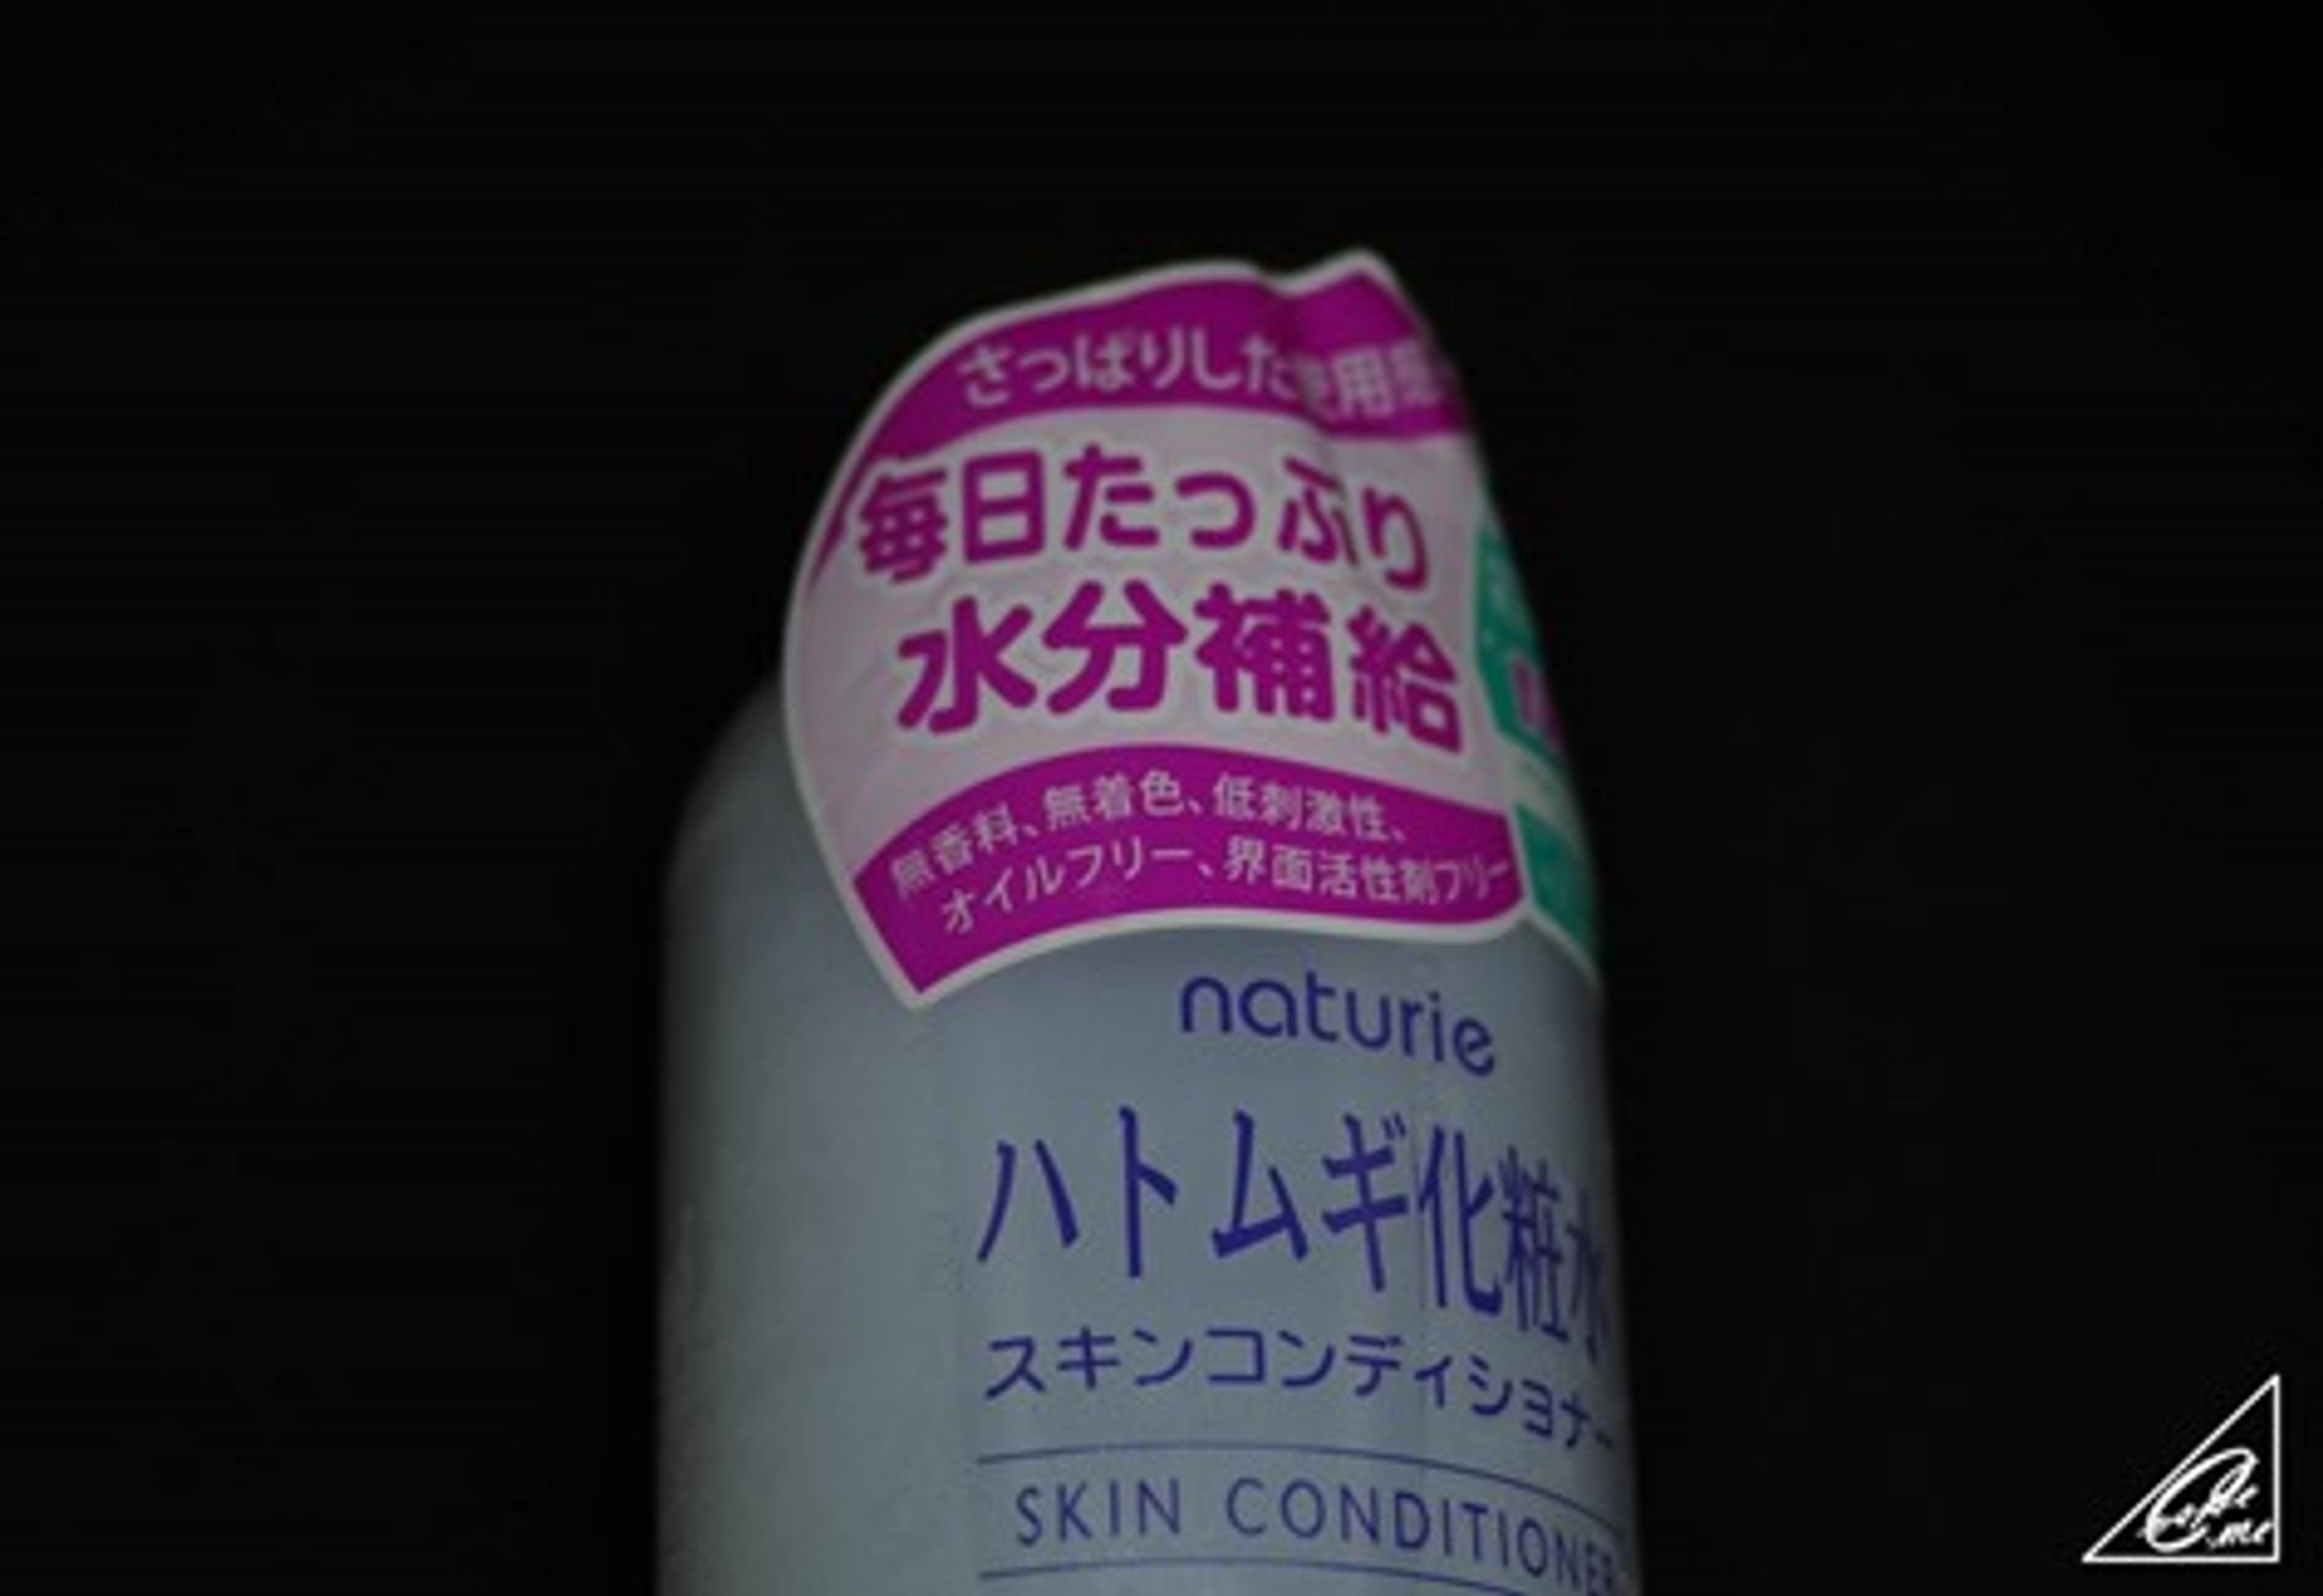 さっぱりした使用感
毎日たっぷり
水分補給
無香料、無着色、低刺激性、
オイルフリー、界面活性剤フリー
naturie
ハトムギ化粧水
スキンコンディショナー
SKIN CONDITIONER